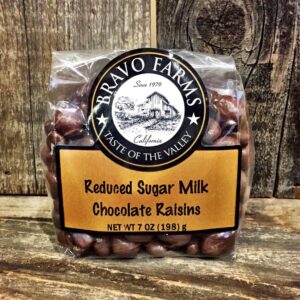 BRAVO FARMS
Since 1979
California
TASTE OF THE VALLEY
Reduced Sugar Milk
Chocolate Raisins
NET WT 7 OZ (198) g